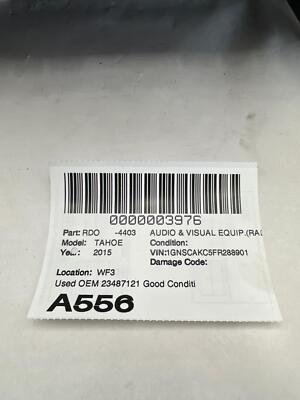 0000003976
Part: RDO -4403 AUDIO & VISUAL EQUIP.(RAD
Model: TAHOE Condition:
Year: 2015 VIN:1GNSCAKC5FR288901
Damage Code:
Location: WF3
Used OEM 23487121 Good Conditi
A556